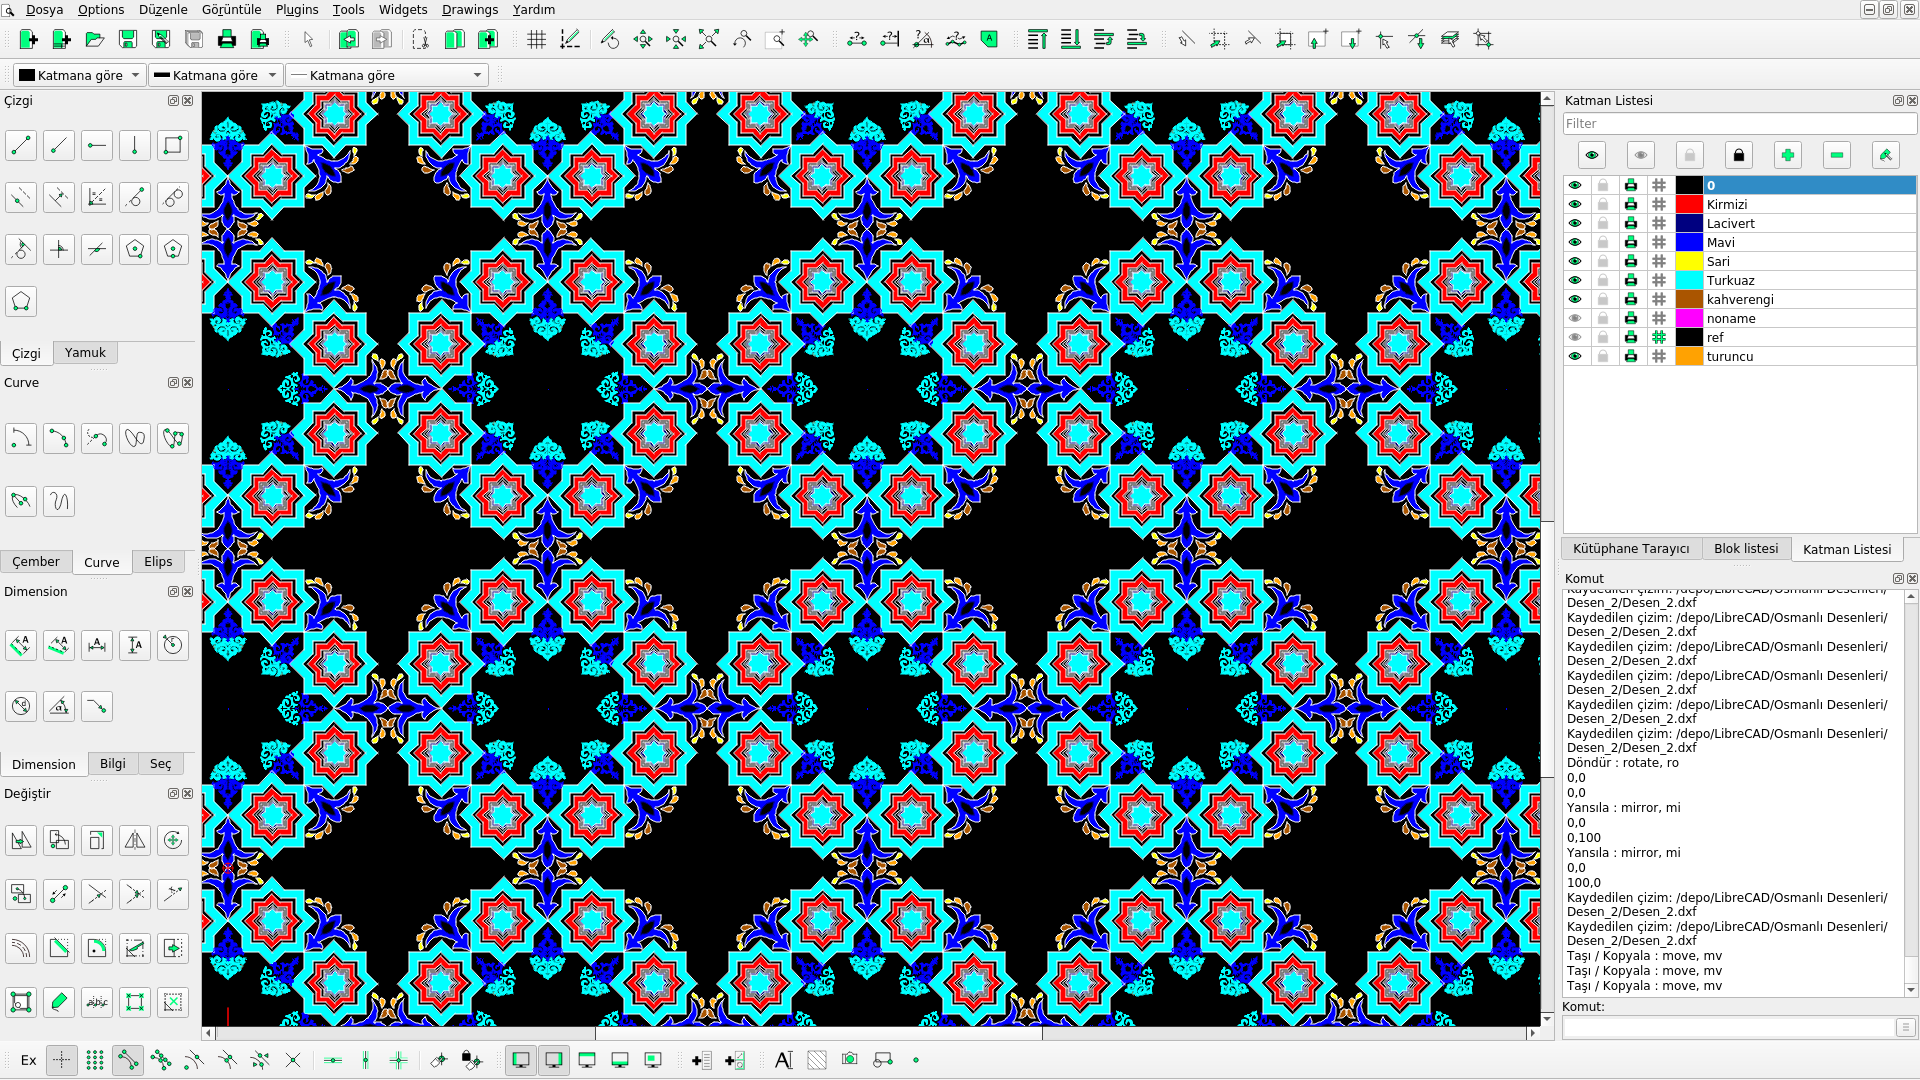 Dosya Options Düzenle Görüntüle Plugins Tools Widgets Drawings Yardım
Katmana göre Katmana göre Katmana göre
Çizgi
Çizgi Yamuk
Curve
Çember Curve Elips
Dimension
Dimension Bilgi Seç
Değiştir
Ex
Katman Listesi
Filter
0
Kirmizi
Lacivert
Mavi
Sari
Turkuaz
kahverengi
noname
ref
turuncu
Kütüphane Tarayıcı Blok listesi Katman Listesi
Komut
Kaydedilen çizim: /depo/LibreCAD/Osmanlı Desenleri/
Desen_2/Desen_2.dxf
Kaydedilen çizim: /depo/LibreCAD/Osmanlı Desenleri/
Desen_2/Desen_2.dxf
Kaydedilen çizim: /depo/LibreCAD/Osmanlı Desenleri/
Desen_2/Desen_2.dxf
Kaydedilen çizim: /depo/LibreCAD/Osmanlı Desenleri/
Desen_2/Desen_2.dxf
Kaydedilen çizim: /depo/LibreCAD/Osmanlı Desenleri/
Desen_2/Desen_2.dxf
Kaydedilen çizim: /depo/LibreCAD/Osmanlı Desenleri/
Desen_2/Desen_2.dxf
Döndür : rotate, ro
0,0
0,0
Yansıla : mirror, mi
0,0
0,100
Yansıla : mirror, mi
0,0
100,0
Kaydedilen çizim: /depo/LibreCAD/Osmanlı Desenleri/
Desen_2/Desen_2.dxf
Kaydedilen çizim: /depo/LibreCAD/Osmanlı Desenleri/
Desen_2/Desen_2.dxf
Taşı / Kopyala : move, mv
Taşı / Kopyala : move, mv
Taşı / Kopyala : move, mv
Komut: